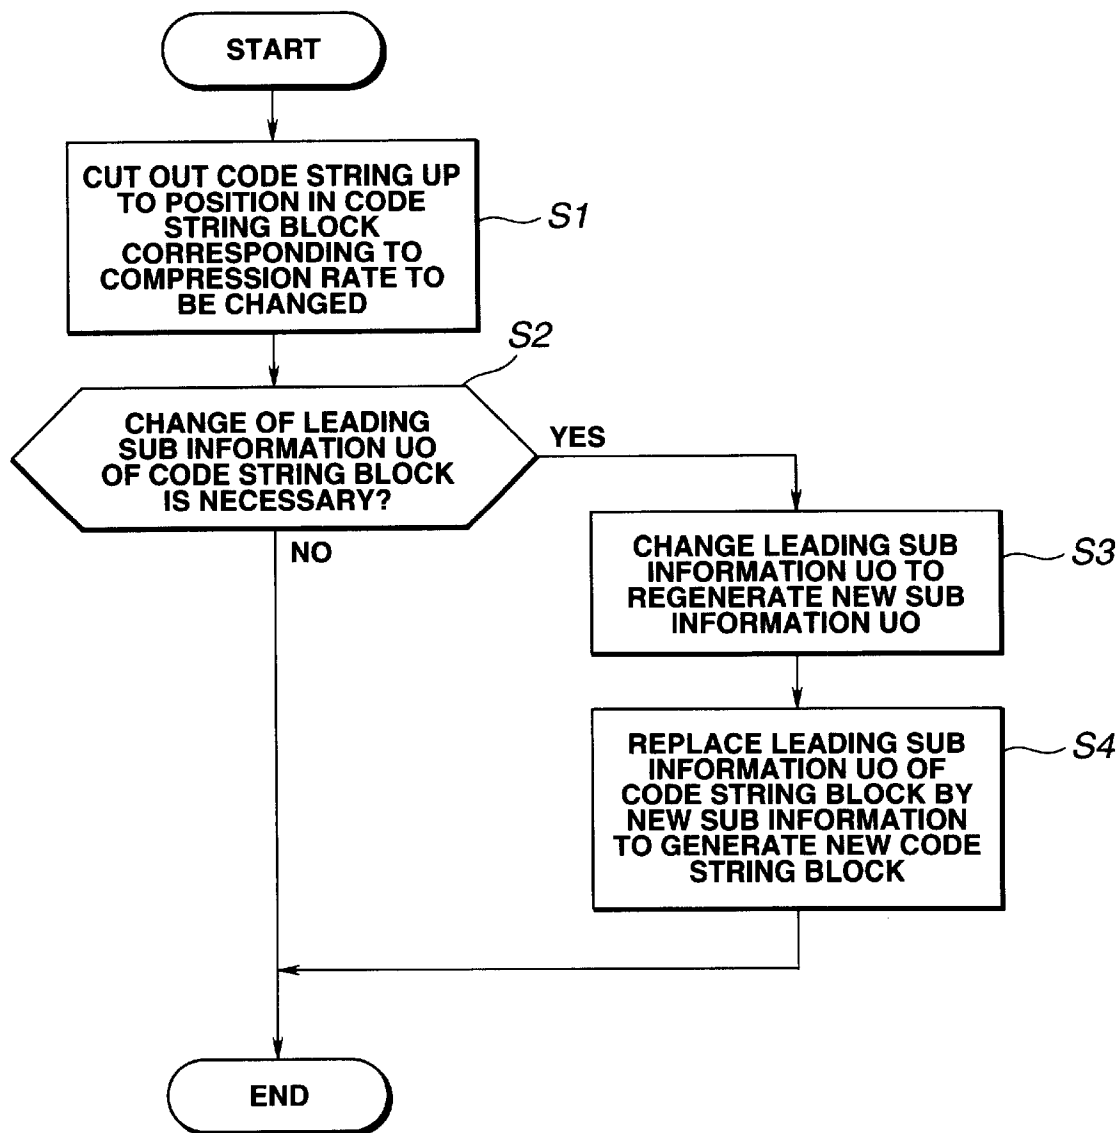 START
CUT OUT CODE STRING UP
TO POSITION IN CODE
STRING BLOCK
CORRESPONDING TO
COMPRESSION RATE TO
BE CHANGED
S1
S2
CHANGE OF LEADING
SUB INFORMATION UO
OF CODE STRING BLOCK
IS NECESSARY?
YES
NO
CHANGE LEADING SUB
INFORMATION UO TO
REGENERATE NEW SUB
INFORMATION UO
S3
REPLACE LEADING SUB
INFORMATION UO OF
CODE STRING BLOCK BY
NEW SUB INFORMATION
TO GENERATE NEW CODE
STRING BLOCK
S4
END